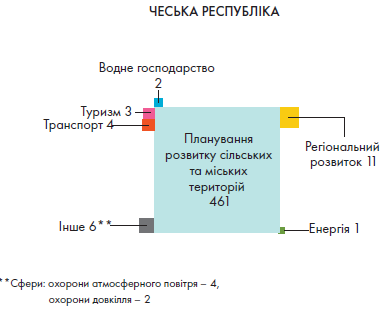 ЧЕСЬКА РЕСПУБЛІКА
Водне господарство
2
Туризм 3
Транспорт 4
Планування
розвитку сільських
та міських
територій
461
Регіональний
розвиток 11
Інше 6**
Енергія 1
**Сфери: охорони атмосферного повітря – 4,
охорони довкілля – 2